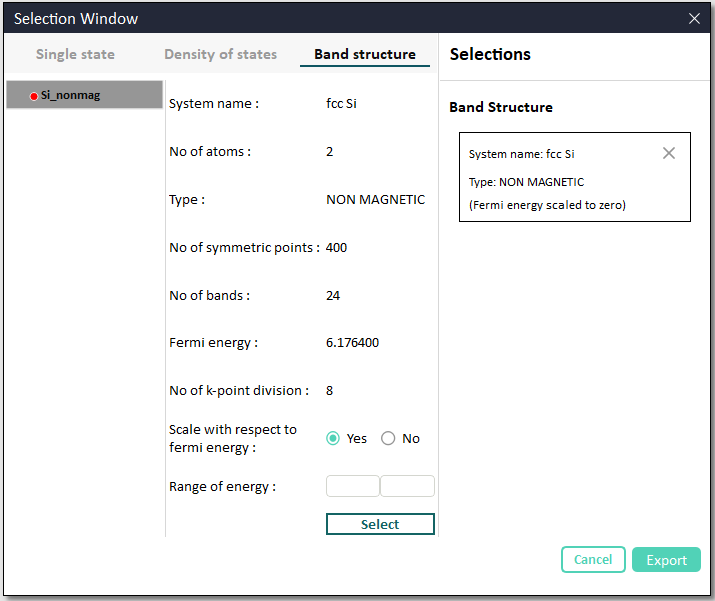 Selection Window
Single state
Density of states
Band structure
Si_nonmag
System name : fcc Si
No of atoms : 2
Type : NON MAGNETIC
No of symmetric points : 400
No of bands : 24
Fermi energy : 6.176400
No of k-point division : 8
Scale with respect to
fermi energy : Yes No
Range of energy :
Select
Selections
Band Structure
System name: fcc Si
Type: NON MAGNETIC
(Fermi energy scaled to zero)
Cancel
Export